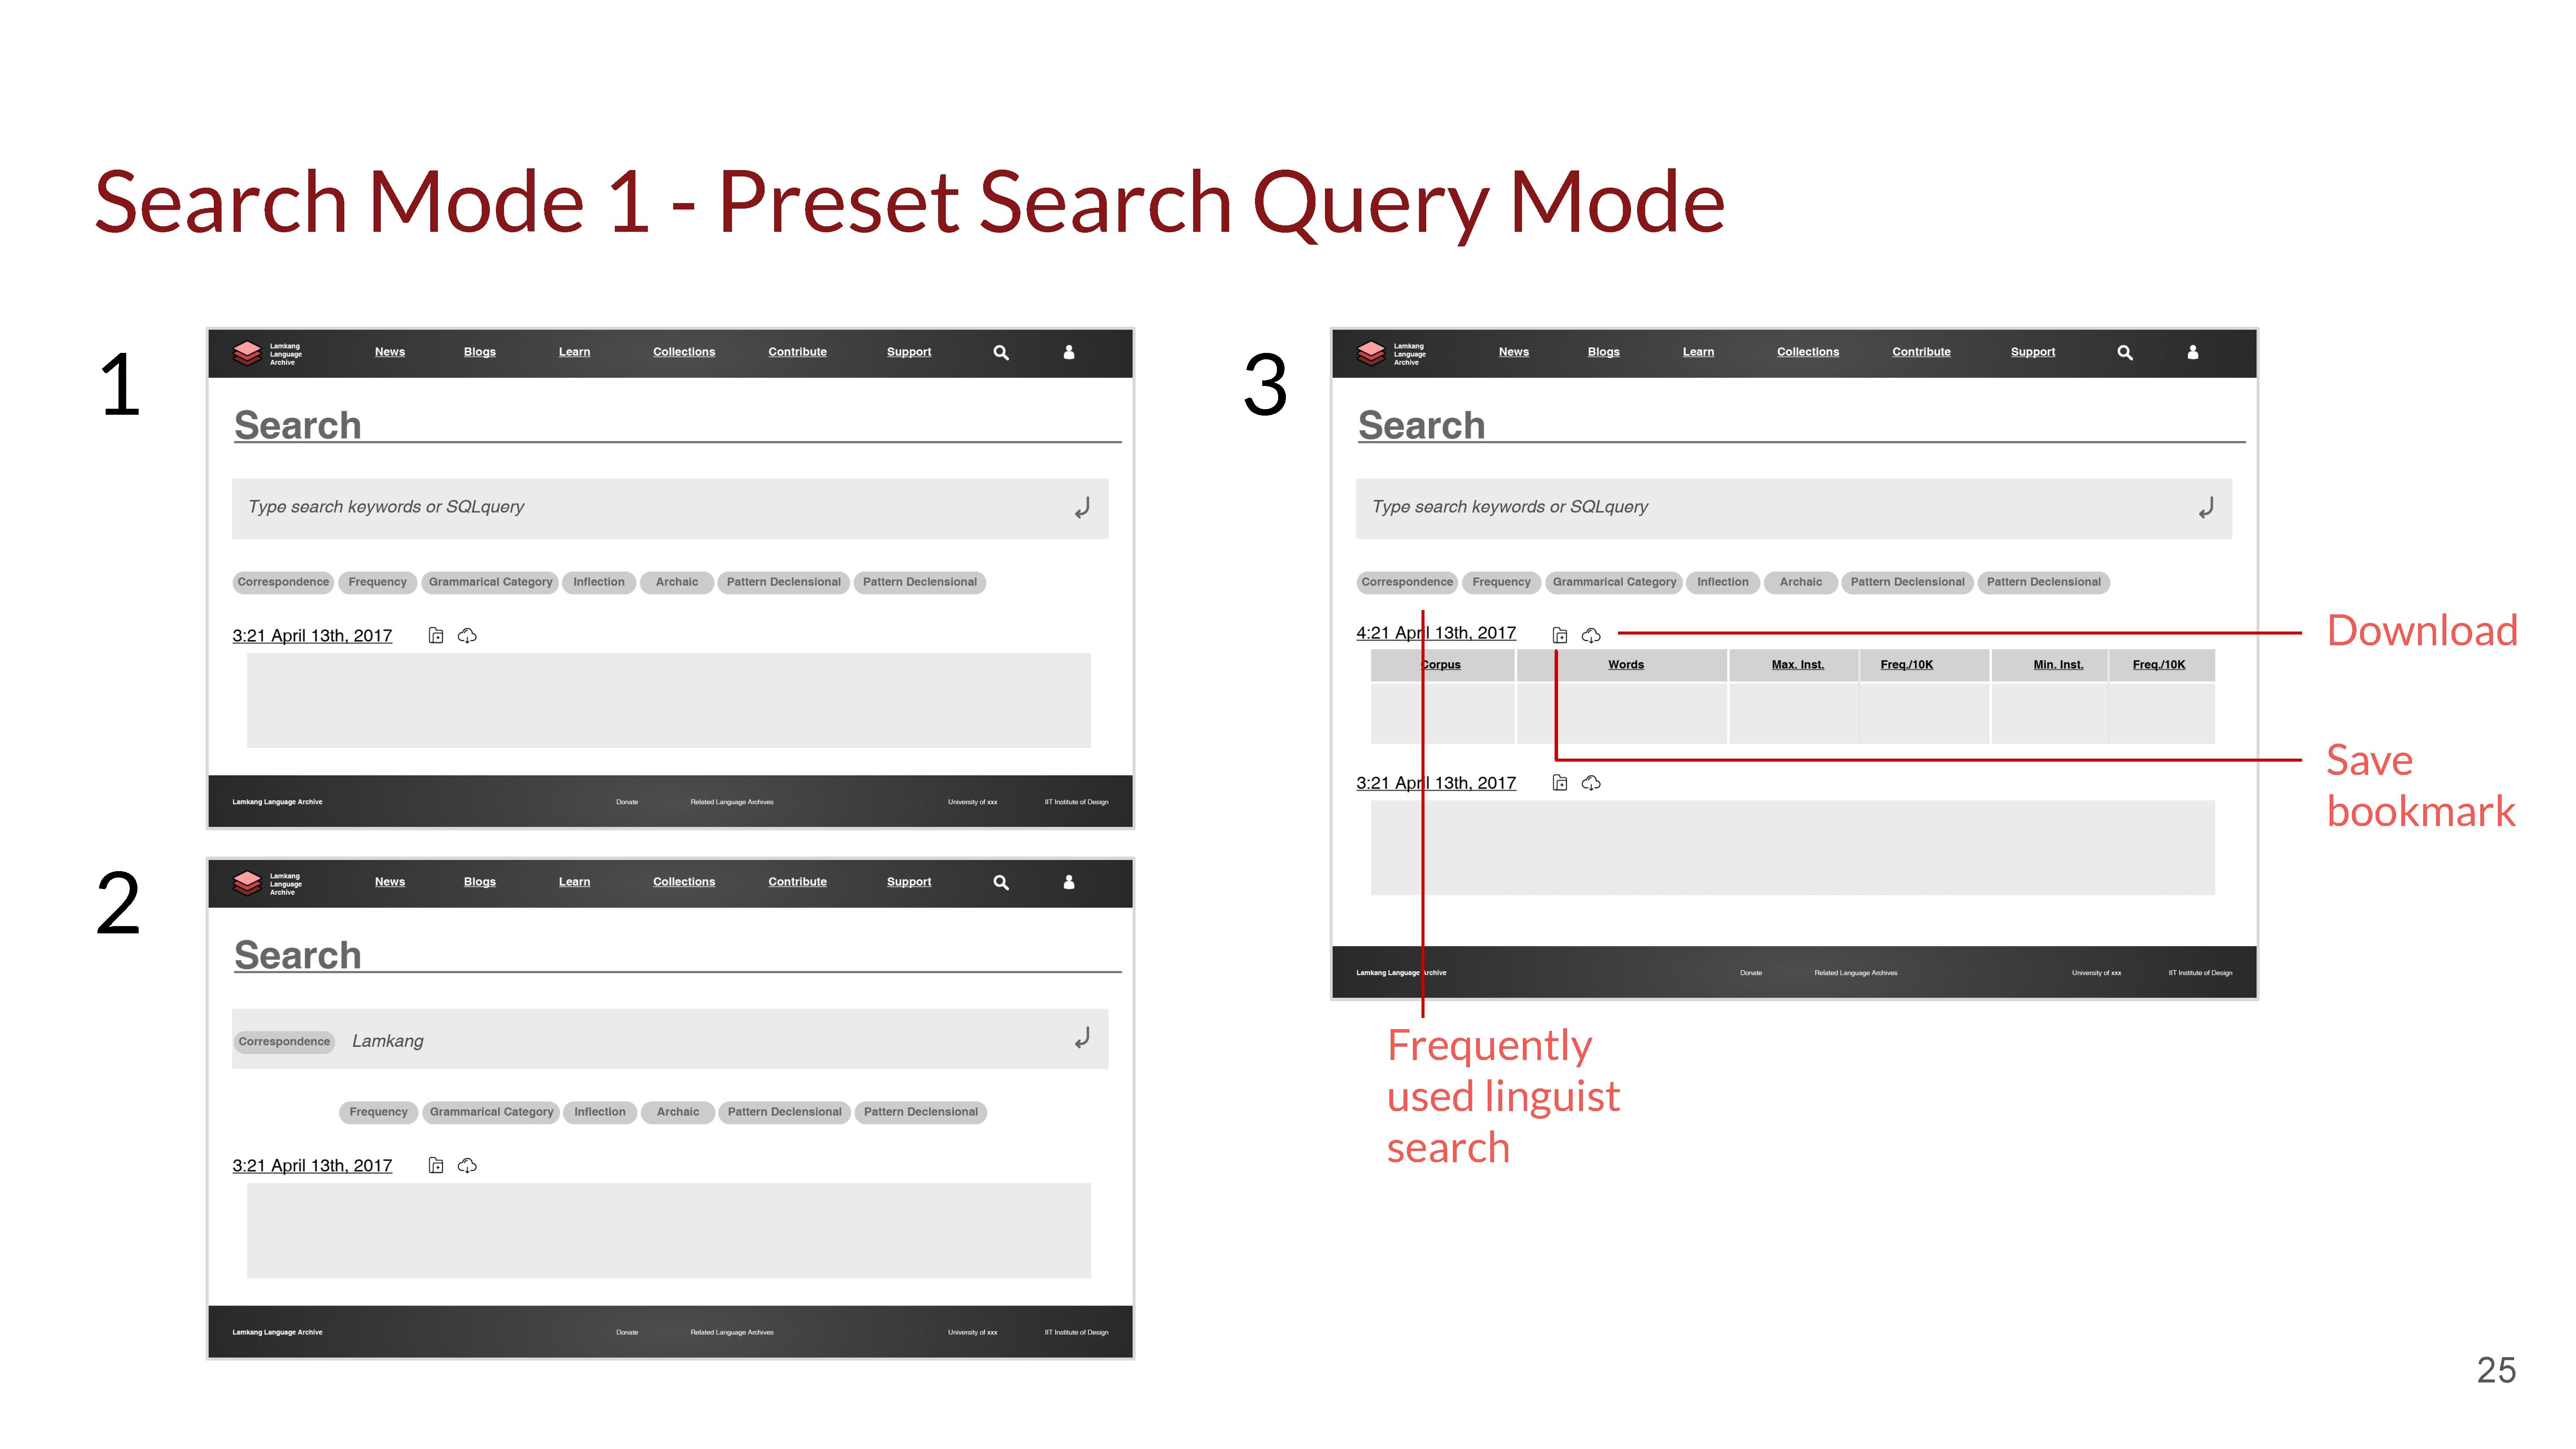 Search Mode 1 - Preset Search Query Mode
1
Lamkang
Language
Archive
News Blogs Learn Collections Contribute Support
Search
Type search keywords or SQLquery
Correspondence Frequency Grammarical Category Inflection Archaic Pattern Declensional Pattern Declensional
3:21 April 13th, 2017
Lamkang Language Archive Donate Related Language Archives University of xxx IIT Institute of Design
2
Lamkang
Language
Archive
News Blogs Learn Collections Contribute Support
Search
Correspondence Lamkang
Frequency Grammarical Category Inflection Archaic Pattern Declensional Pattern Declensional
3:21 April 13th, 2017
Lamkang Language Archive Donate Related Language Archives University of xxx IIT Institute of Design
3
Lamkang
Language
Archive
News Blogs Learn Collections Contribute Support
Search
Type search keywords or SQLquery
Correspondence Frequency Grammarical Category Inflection Archaic Pattern Declensional Pattern Declensional
4:21 April 13th, 2017
Corpus Words Max. Inst. Freq./10K Min. Inst. Freq./10K
3:21 April 13th, 2017
Lamkang Language Archive Donate Related Language Archives University of xxx IIT Institute of Design
Download
Save
bookmark
Frequently
used linguist
search
25